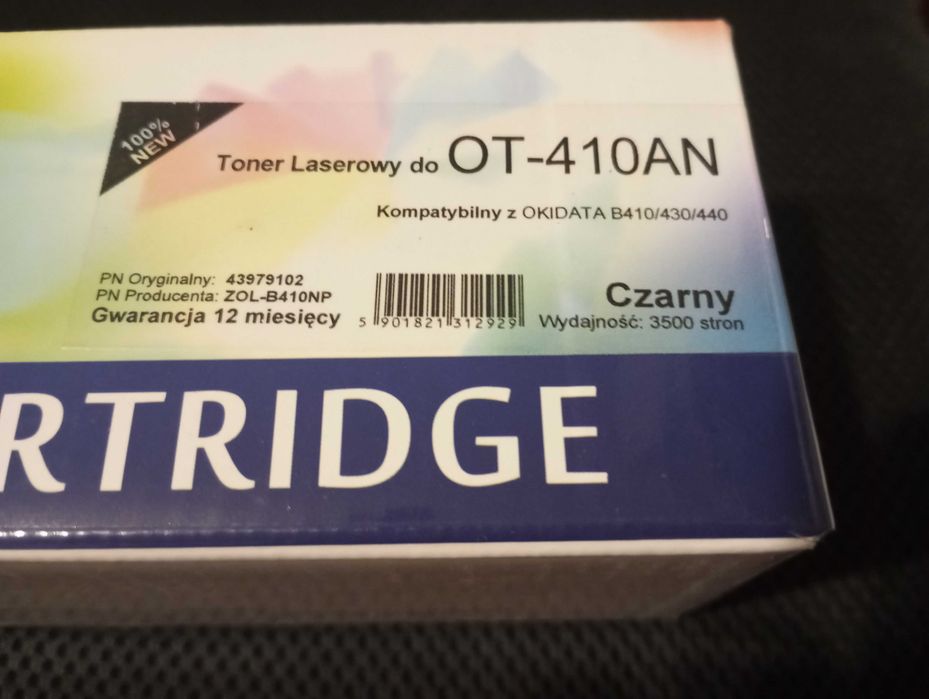 100%
NEW
Toner Laserowy do OT-410AN
Kompatybilny z OKIDATA B410/430/440
PN Oryginalny: 43979102
PN Producenta: ZOL-B410NP
Gwarancja 12 miesięcy
5 901821 312929
Czarny
Wydajność: 3500 stron
RTRIDGE